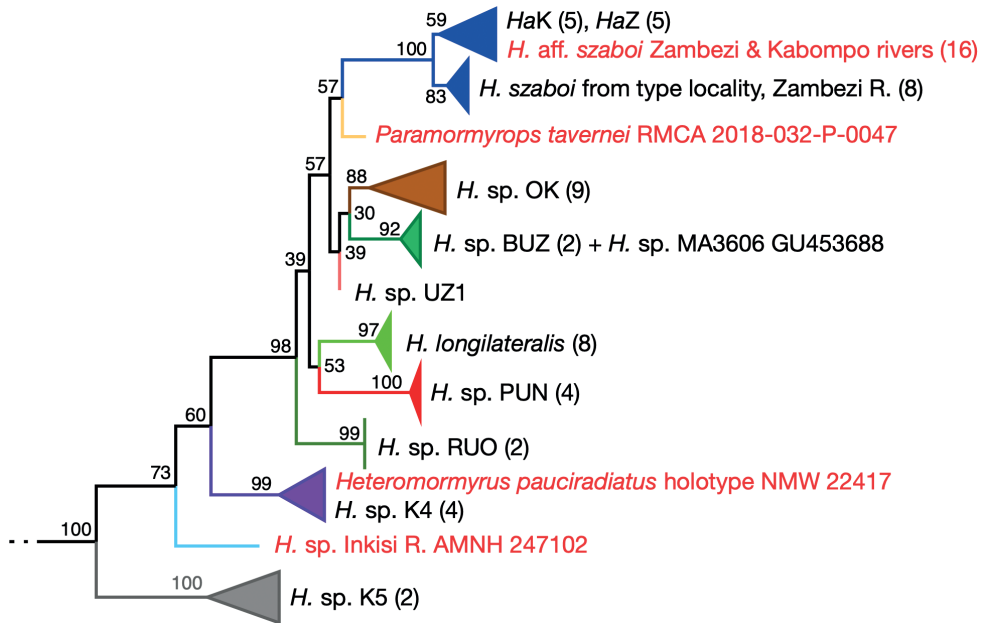 59
HaK (5), HaZ (5)
100
H. aff. szaboi Zambezi & Kabompo rivers (16)
57
83
H. szaboi from type locality, Zambezi R. (8)
Paramormyrops tavernei RMCA 2018-032-P-0047
57
88
H. sp. OK (9)
30
92
H. sp. BUZ (2) + H. sp. MA3606 GU453688
39
39
H. sp. UZ1
97
98
H. longilateralis (8)
53
100
H. sp. PUN (4)
60
99
H. sp. RUO (2)
73
99
Heteromormyrus pauciradiatus holotype NMW 22417
H. sp. K4 (4)
100
H. sp. Inkisi R. AMNH 247102
100
H. sp. K5 (2)